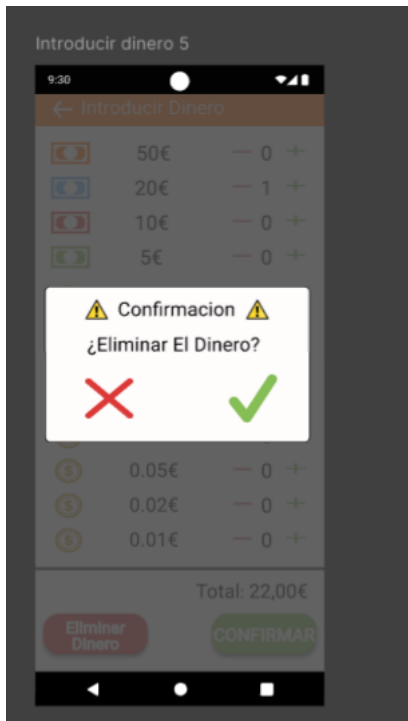 Introducir dinero 5
9:30
Introducir Dinero
50€ — 0 +
20€ — 1 +
10€ — 0 +
5€ — 0 +
Confirmacion
¿Eliminar El Dinero?
0.05€ — 0 +
0.02€ — 0 +
0.01€ — 0 +
Total: 22,00€
Eliminar
Dinero
CONFIRMAR